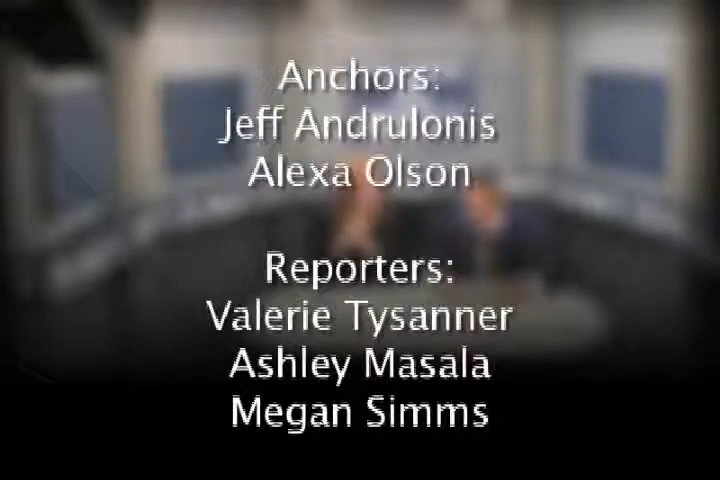 Anchors:
Jeff Andrulonis
Alexa Olson
Reporters:
Valerie Tysanner
Ashley Masala
Megan Simms